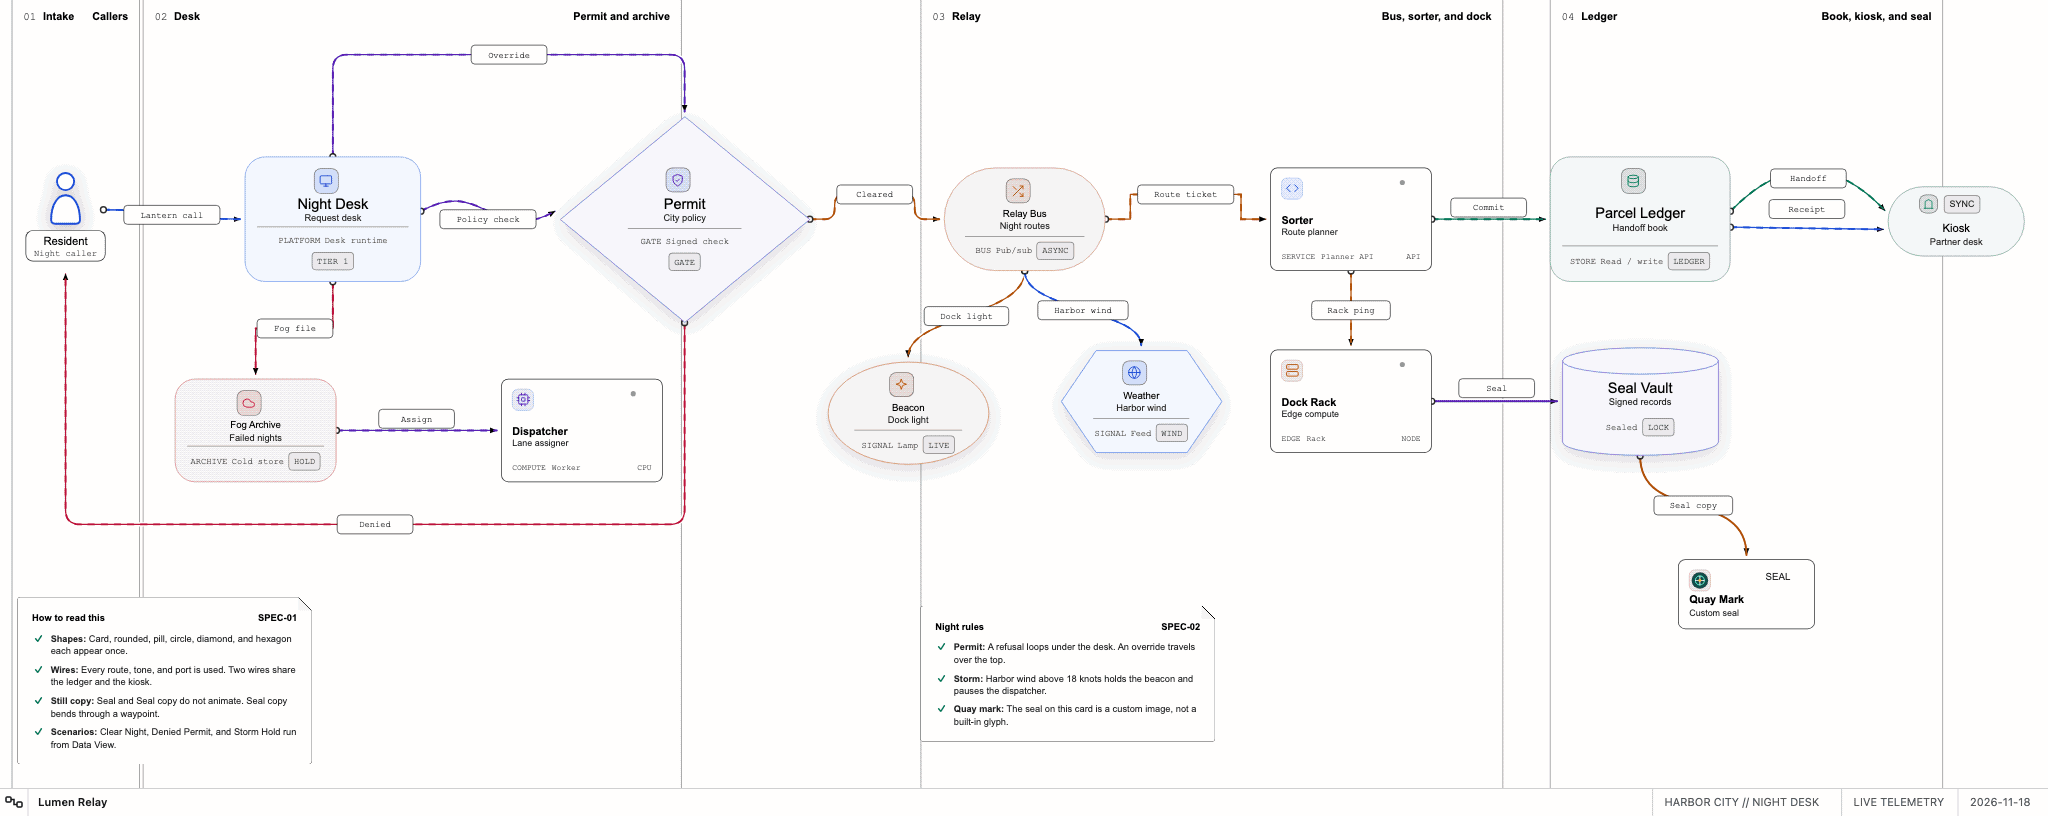 01 Intake Callers
02 Desk Permit and archive
03 Relay Bus, sorter, and dock
04 Ledger Book, kiosk, and seal
Override
Resident
Night caller
Lantern call
Night Desk
Request desk
PLATFORM Desk runtime
TIER 1
Policy check
Permit
City policy
GATE Signed check
GATE
Cleared
Relay Bus
Night routes
BUS Pub/sub ASYNC
Route ticket
Sorter
Route planner
SERVICE Planner API API
Commit
Parcel Ledger
Handoff book
STORE Read / write LEDGER
Handoff
Receipt
SYNC
Kiosk
Partner desk
Fog file
Dock light
Harbor wind
Rack ping
Fog Archive
Failed nights
ARCHIVE Cold store HOLD
Assign
Dispatcher
Lane assigner
COMPUTE Worker CPU
Beacon
Dock light
SIGNAL Lamp LIVE
Weather
Harbor wind
SIGNAL Feed WIND
Dock Rack
Edge compute
EDGE Rack NODE
Seal
Seal Vault
Signed records
Sealed LOCK
Denied
Seal copy
SEAL
Quay Mark
Custom seal
How to read this SPEC-01
Shapes: Card, rounded, pill, circle, diamond, and hexagon
each appear once.
Wires: Every route, tone, and port is used. Two wires share
the ledger and the kiosk.
Still copy: Seal and Seal copy do not animate. Seal copy
bends through a waypoint.
Scenarios: Clear Night, Denied Permit, and Storm Hold run
from Data View.
Night rules SPEC-02
Permit: A refusal loops under the desk. An override travels
over the top.
Storm: Harbor wind above 18 knots holds the beacon and
pauses the dispatcher.
Quay mark: The seal on this card is a custom image, not a
built-in glyph.
Lumen Relay
HARBOR CITY // NIGHT DESK
LIVE TELEMETRY
2026-11-18